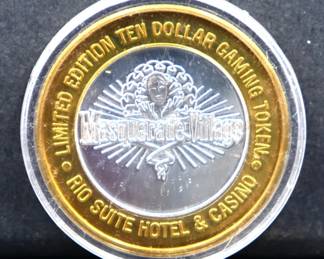 LIMITED EDITION TEN DOLLAR GAMING TOKEN
Masquerade Village
RIO SUITE HOTEL & CASINO